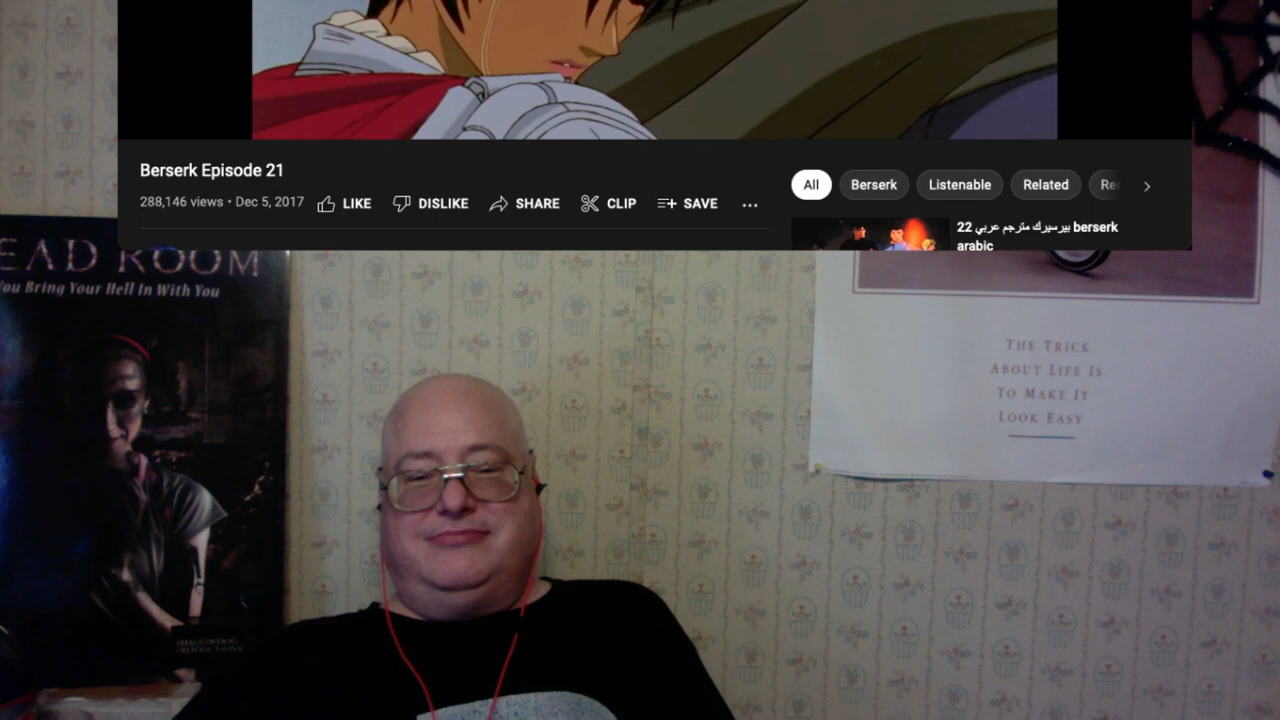 Berserk Episode 21
288,146 views • Dec 5, 2017
LIKE
DISLIKE
SHARE
CLIP
SAVE
...
All
Berserk
Listenable
Related
بيرسيرك مترجم عربي 22 berserk
arabic
EAD ROOM
You Bring Your Hell In With You
SHADOWDOG
PRODUCTIONS
THE TRICK
ABOUT LIFE IS
TO MAKE IT
LOOK EASY